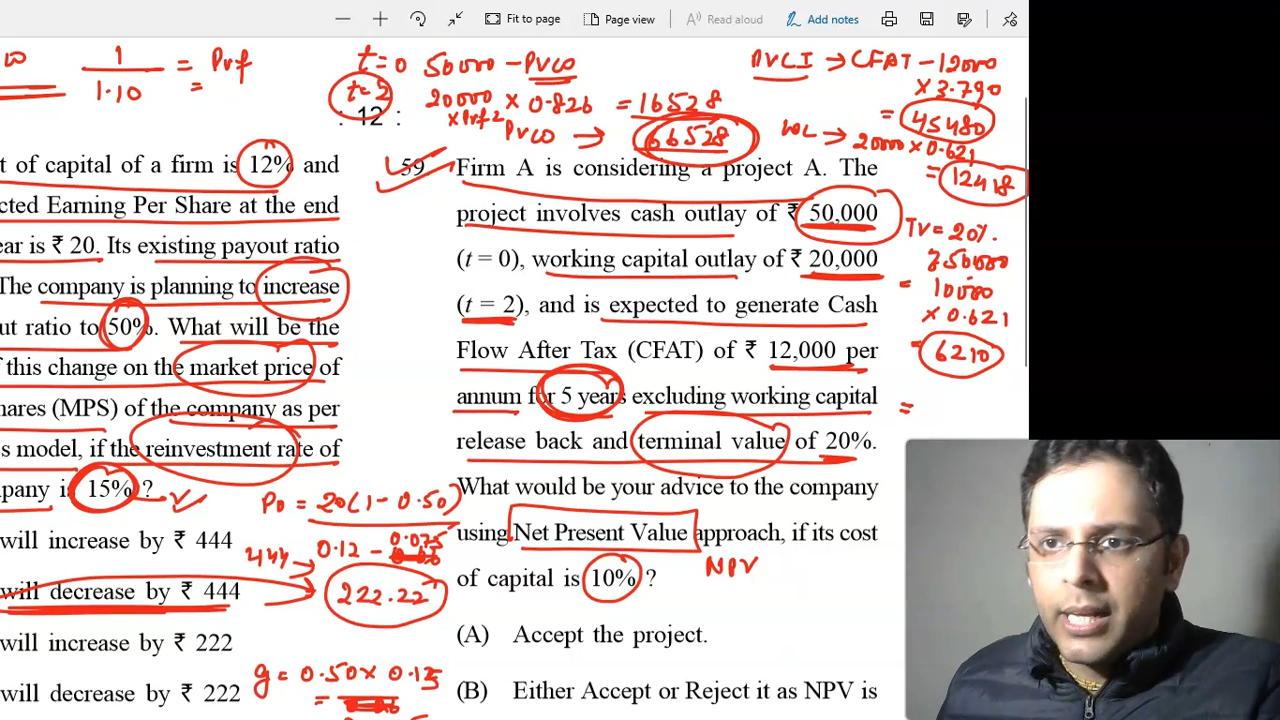 Fit to page
Page view
Read aloud
Add notes
: 12 :
t of capital of a firm is 12% and
cted Earning Per Share at the end
ear is ₹ 20. Its existing payout ratio
The company is planning to increase
ut ratio to 50%. What will be the
f this change on the market price of
hares (MPS) of the company as per
s model, if the reinvestment rate of
pany is 15% ?
will increase by ₹ 444
will decrease by ₹ 444
will increase by ₹ 222
will decrease by ₹ 222
1
1.10
= Pvf
=
P0 = 20(1 - 0.50)
0.12 - 0.075
444
222.22
g = 0.50 x 0.15
=
t=0 50000 - PVCO
t=2 20000 x 0.826 = 16528
x Pvf 2
PVCO → 66528
PVCI → CFAT - 12000
x 3.790
= 45480
WL → 20000 x 0.621
= 12418
TV = 20%.
50000
= 10000
x 0.621
= 6210
=
59 Firm A is considering a project A. The
project involves cash outlay of ₹ 50,000
(t = 0), working capital outlay of ₹ 20,000
(t = 2), and is expected to generate Cash
Flow After Tax (CFAT) of ₹ 12,000 per
annum for 5 years excluding working capital
release back and terminal value of 20%.
What would be your advice to the company
using Net Present Value approach, if its cost
of capital is 10% ?
NPV
(A) Accept the project.
(B) Either Accept or Reject it as NPV is